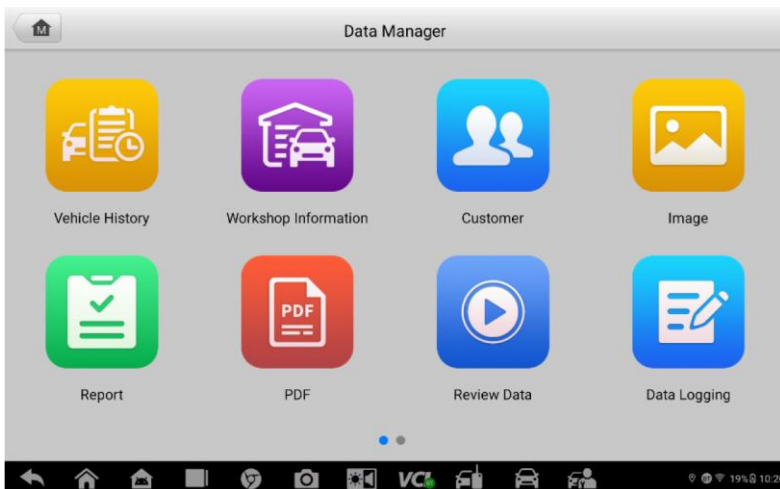 M
Data Manager
Vehicle History
Workshop Information
Customer
Image
PDF
Report
PDF
Review Data
Data Logging
VCI
19%